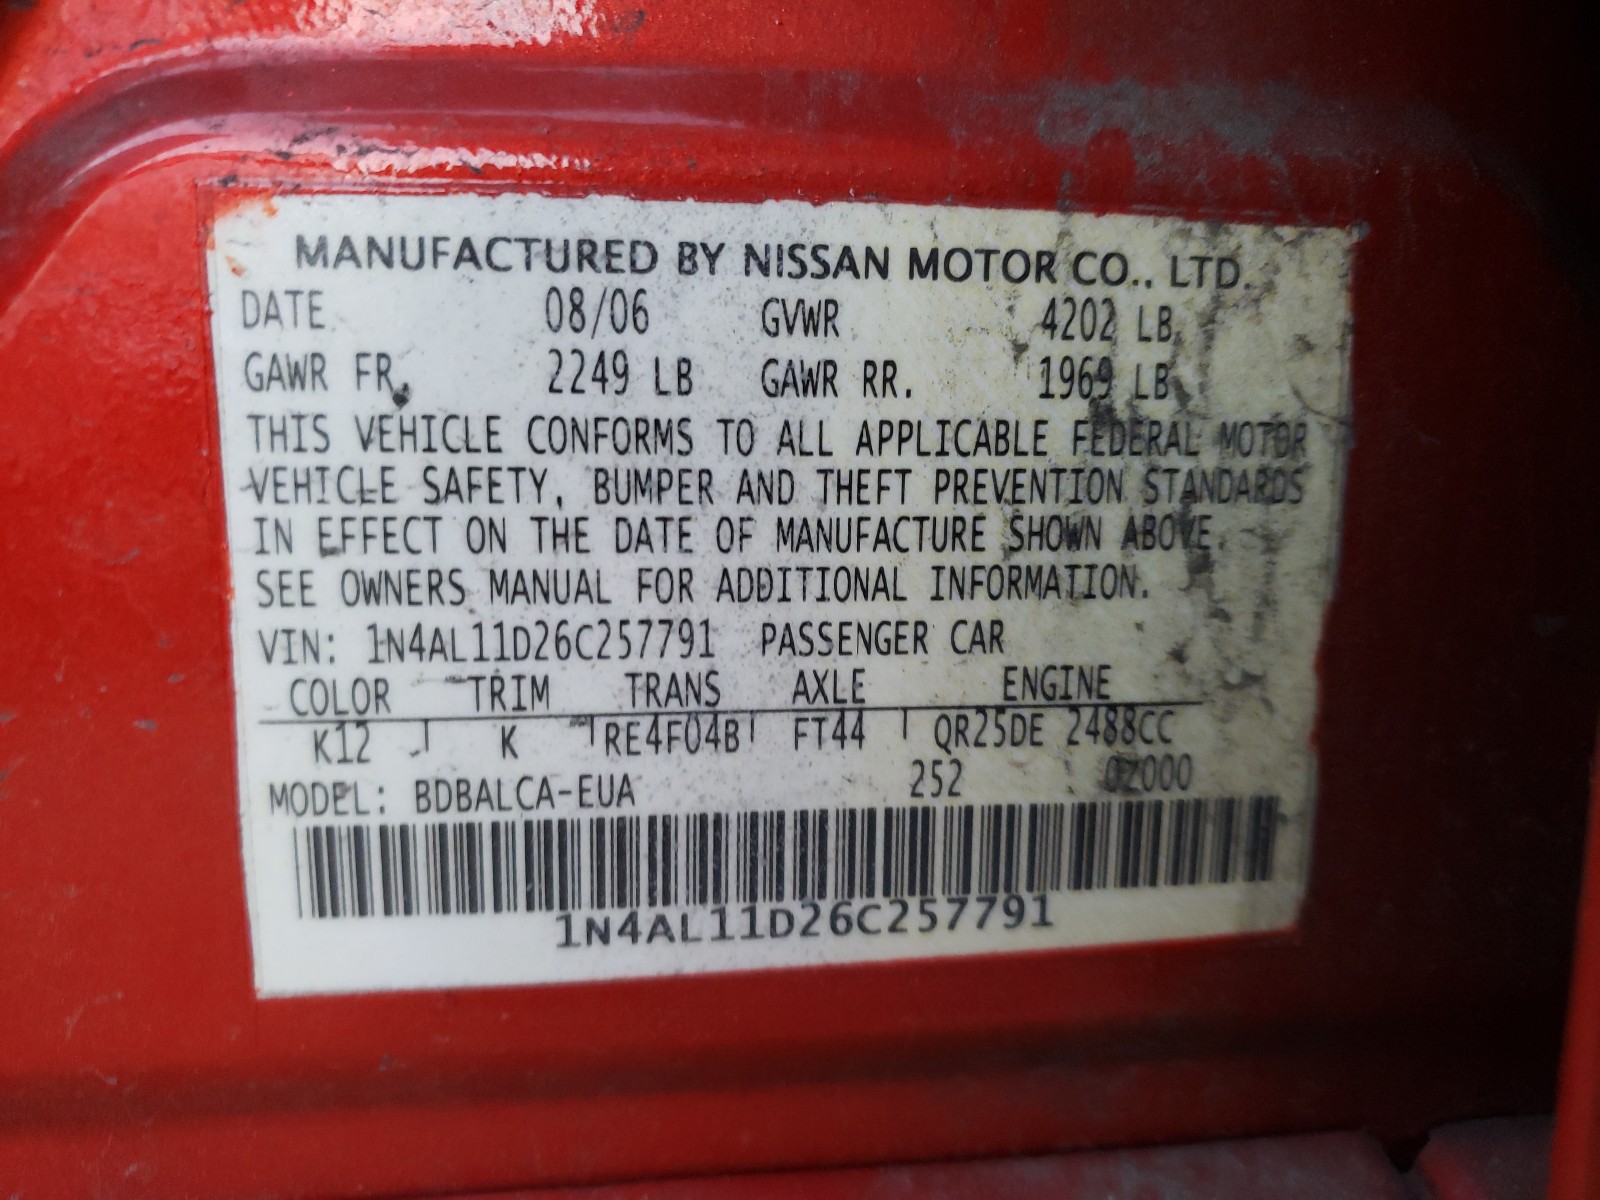 MANUFACTURED BY NISSAN MOTOR CO., LTD.
DATE 08/06 GVWR 4202 LB
GAWR FR. 2249 LB GAWR RR. 1969 LB
THIS VEHICLE CONFORMS TO ALL APPLICABLE FEDERAL MOTOR
VEHICLE SAFETY, BUMPER AND THEFT PREVENTION STANDARDS
IN EFFECT ON THE DATE OF MANUFACTURE SHOWN ABOVE.
SEE OWNERS MANUAL FOR ADDITIONAL INFORMATION.
VIN: 1N4AL11D26C257791 PASSENGER CAR
COLOR TRIM TRANS AXLE ENGINE
K12 K RE4F04B FT44 QR25DE 2488CC
MODEL: BDBALCA-EUA 252 0Z000
1N4AL11D26C257791